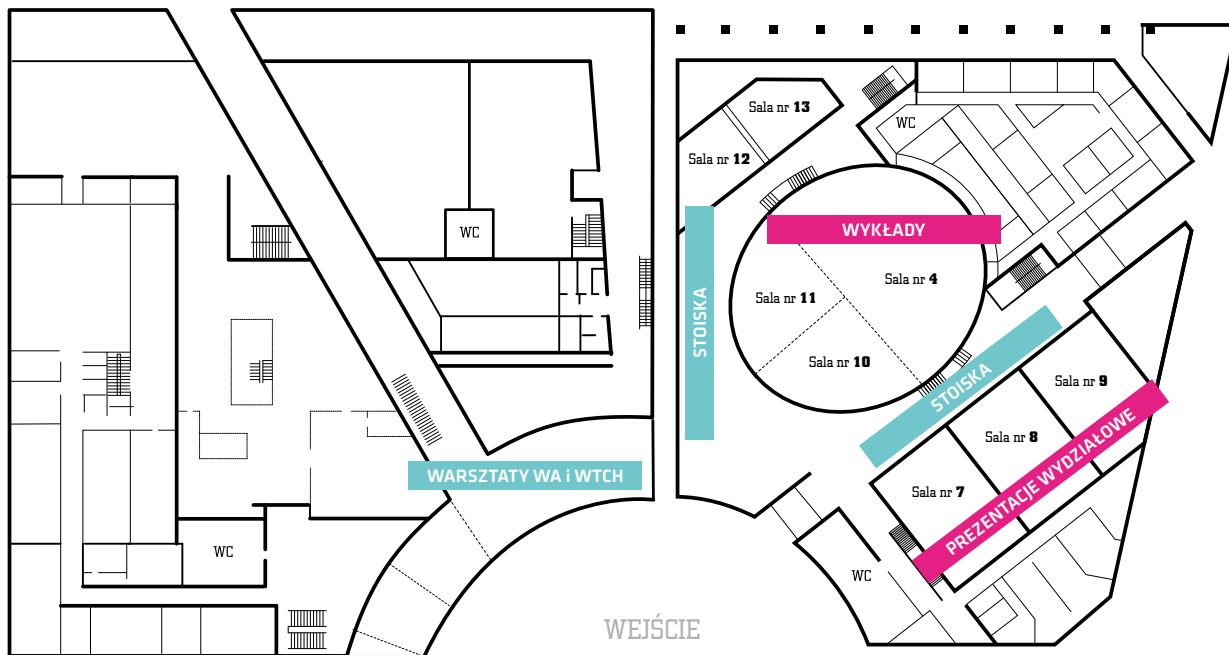 Sala nr 13
WC
Sala nr 12
WC
WYKŁADY
Sala nr 4
Sala nr 11
STOISKA
Sala nr 10
STOISKA
Sala nr 9
Sala nr 8
Sala nr 7
PREZENTACJE WYDZIAŁOWE
WARSZTATY WA i WTCH
WC
WC
WEJŚCIE